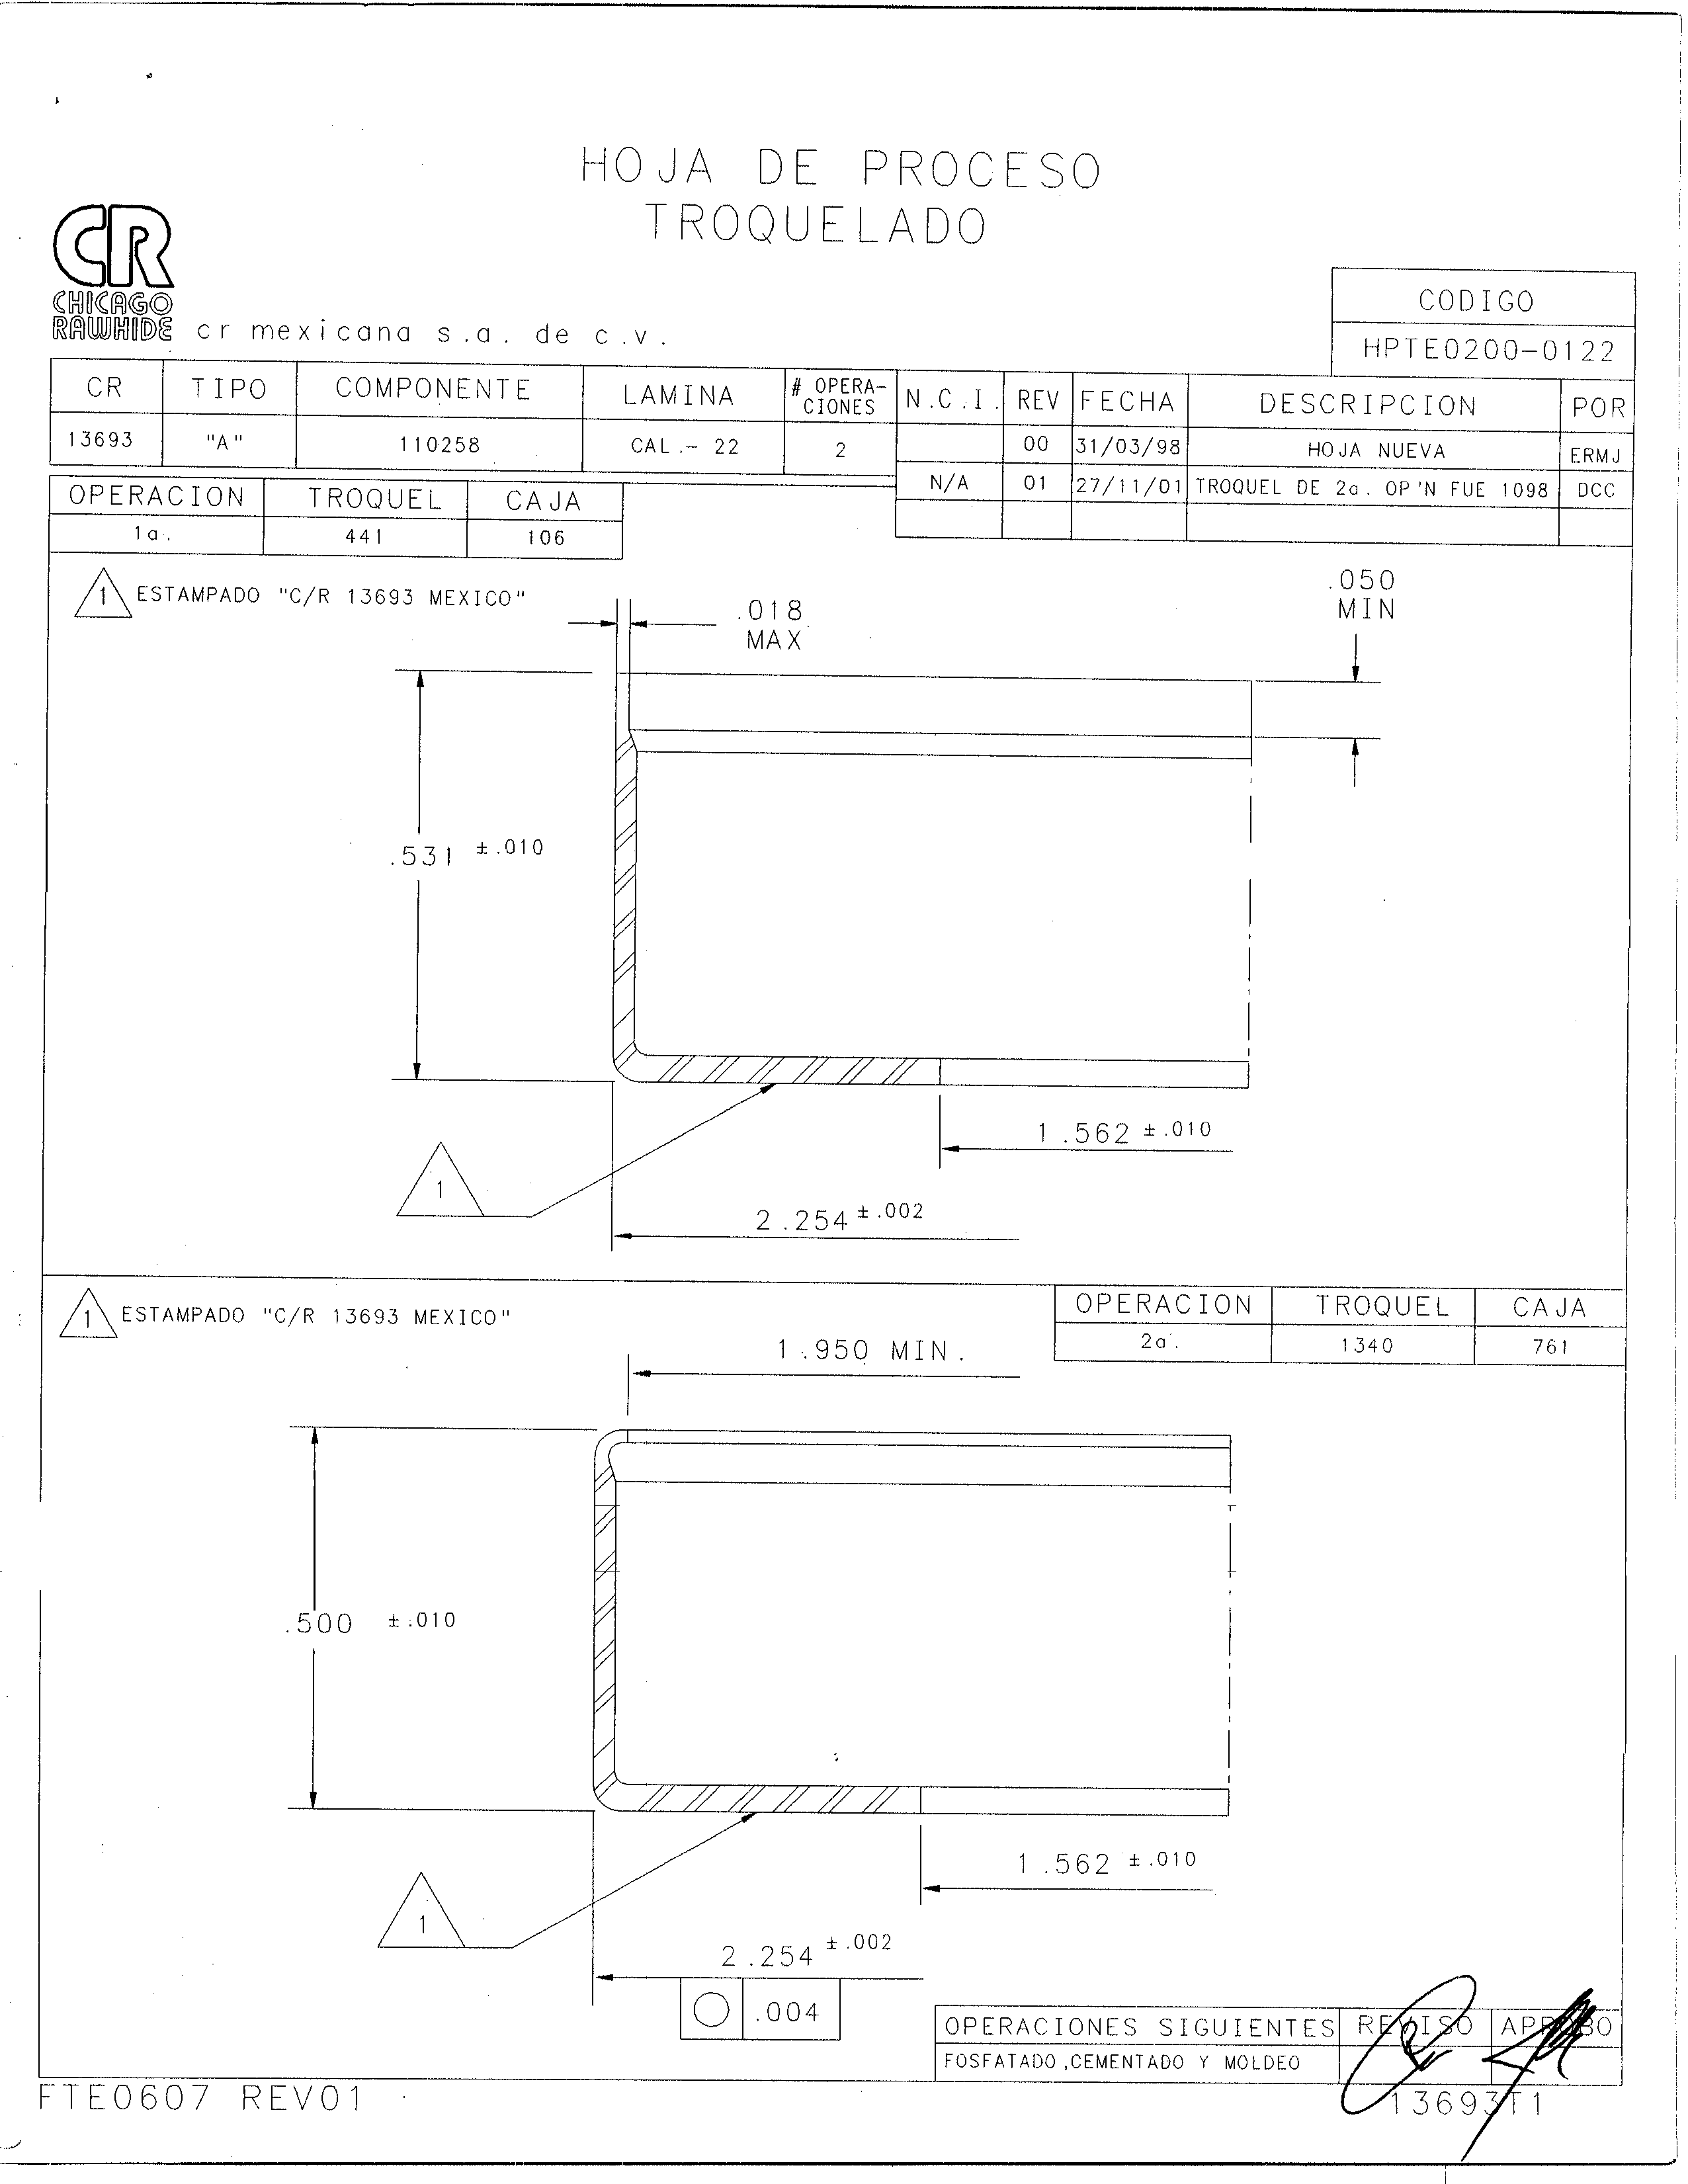 HOJA DE PROCESO
TROQUELADO
CR
CHICAGO
RAWHIDE
cr mexicana s.a. de c.v.
CODIGO
HPTE0200-0122
CR TIPO COMPONENTE LAMINA # OPERA-CIONES N.C.I. REV FECHA DESCRIPCION POR
13693 "A" 110258 CAL.- 22 2 00 31/03/98 HOJA NUEVA ERMJ
N/A 01 27/11/01 TROQUEL DE 2a. OP'N FUE 1098 DCC
OPERACION TROQUEL CAJA
1a. 441 106
1 ESTAMPADO "C/R 13693 MEXICO"
.018
MAX
.050
MIN
.531 ±.010
1.562 ±.010
1
2.254 ±.002
1 ESTAMPADO "C/R 13693 MEXICO"
OPERACION TROQUEL CAJA
2a. 1340 761
1.950 MIN.
.500 ±.010
1.562 ±.010
1
2.254 ±.002
.004
OPERACIONES SIGUIENTES REVISO APROBO
FOSFATADO,CEMENTADO Y MOLDEO
FTE0607 REV01
13693T1